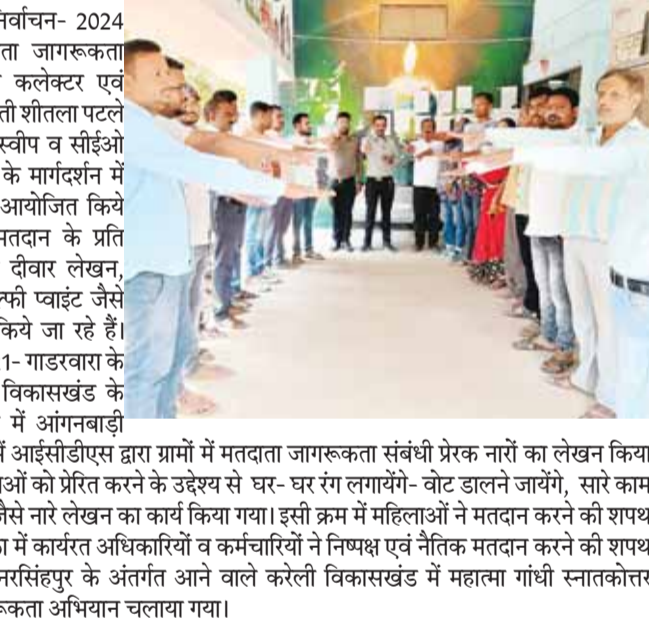 र्वाचन- 2024
ता जागरूकता
कलेक्टर एवं
ती शीतला पटले
स्वीप व सीईओ
के मार्गदर्शन में
आयोजित किये
मतदान के प्रति
दीवार लेखन,
ल्फी प्वाइंट जैसे
किये जा रहे हैं।
1- गाडरवारा के
विकासखंड के
में आंगनबाड़ी
में आईसीडीएस द्वारा ग्रामों में मतदाता जागरूकता संबंधी प्रेरक नारों का लेखन किया
ओं को प्रेरित करने के उद्देश्य से घर- घर रंग लगायेंगे- वोट डालने जायेंगे, सारे काम
जैसे नारे लेखन का कार्य किया गया। इसी क्रम में महिलाओं ने मतदान करने की शपथ
में कार्यरत अधिकारियों व कर्मचारियों ने निष्पक्ष एवं नैतिक मतदान करने की शपथ
नरसिंहपुर के अंतर्गत आने वाले करेली विकासखंड में महात्मा गांधी स्नातकोत्तर
रूकता अभियान चलाया गया।